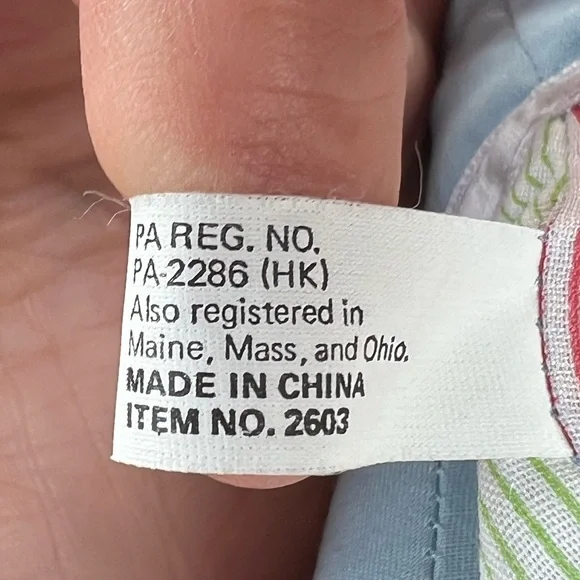 PA REG. NO.
PA-2286 (HK)
Also registered in
Maine, Mass, and Ohio.
MADE IN CHINA
ITEM NO. 2603